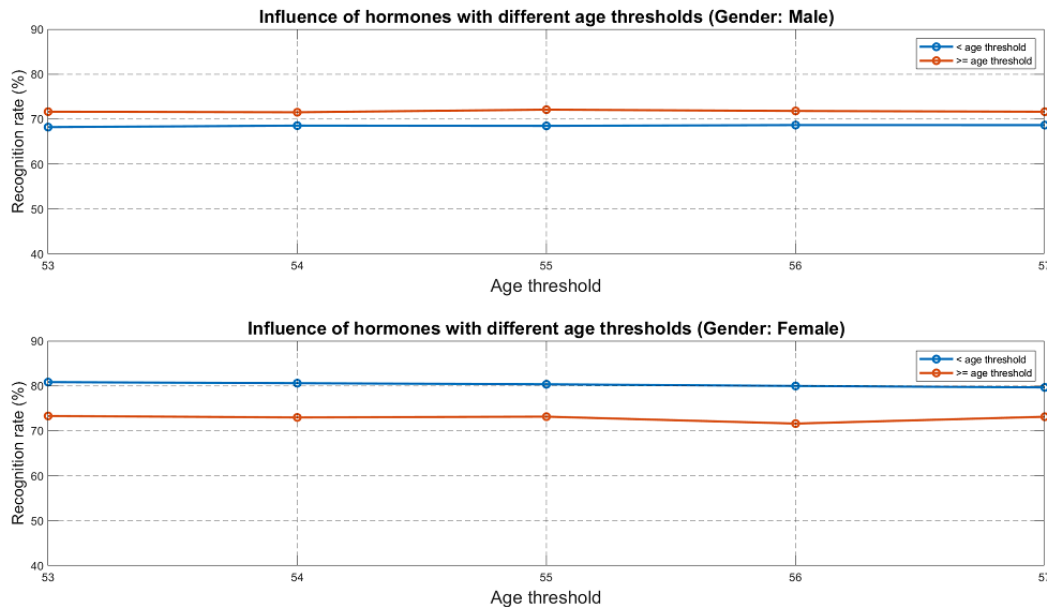 Influence of hormones with different age thresholds (Gender: Male)
90
80
70
60
50
40
Recognition rate (%)
< age threshold
>= age threshold
53 54 55 56 57
Age threshold
Influence of hormones with different age thresholds (Gender: Female)
90
80
70
60
50
40
Recognition rate (%)
< age threshold
>= age threshold
53 54 55 56 57
Age threshold